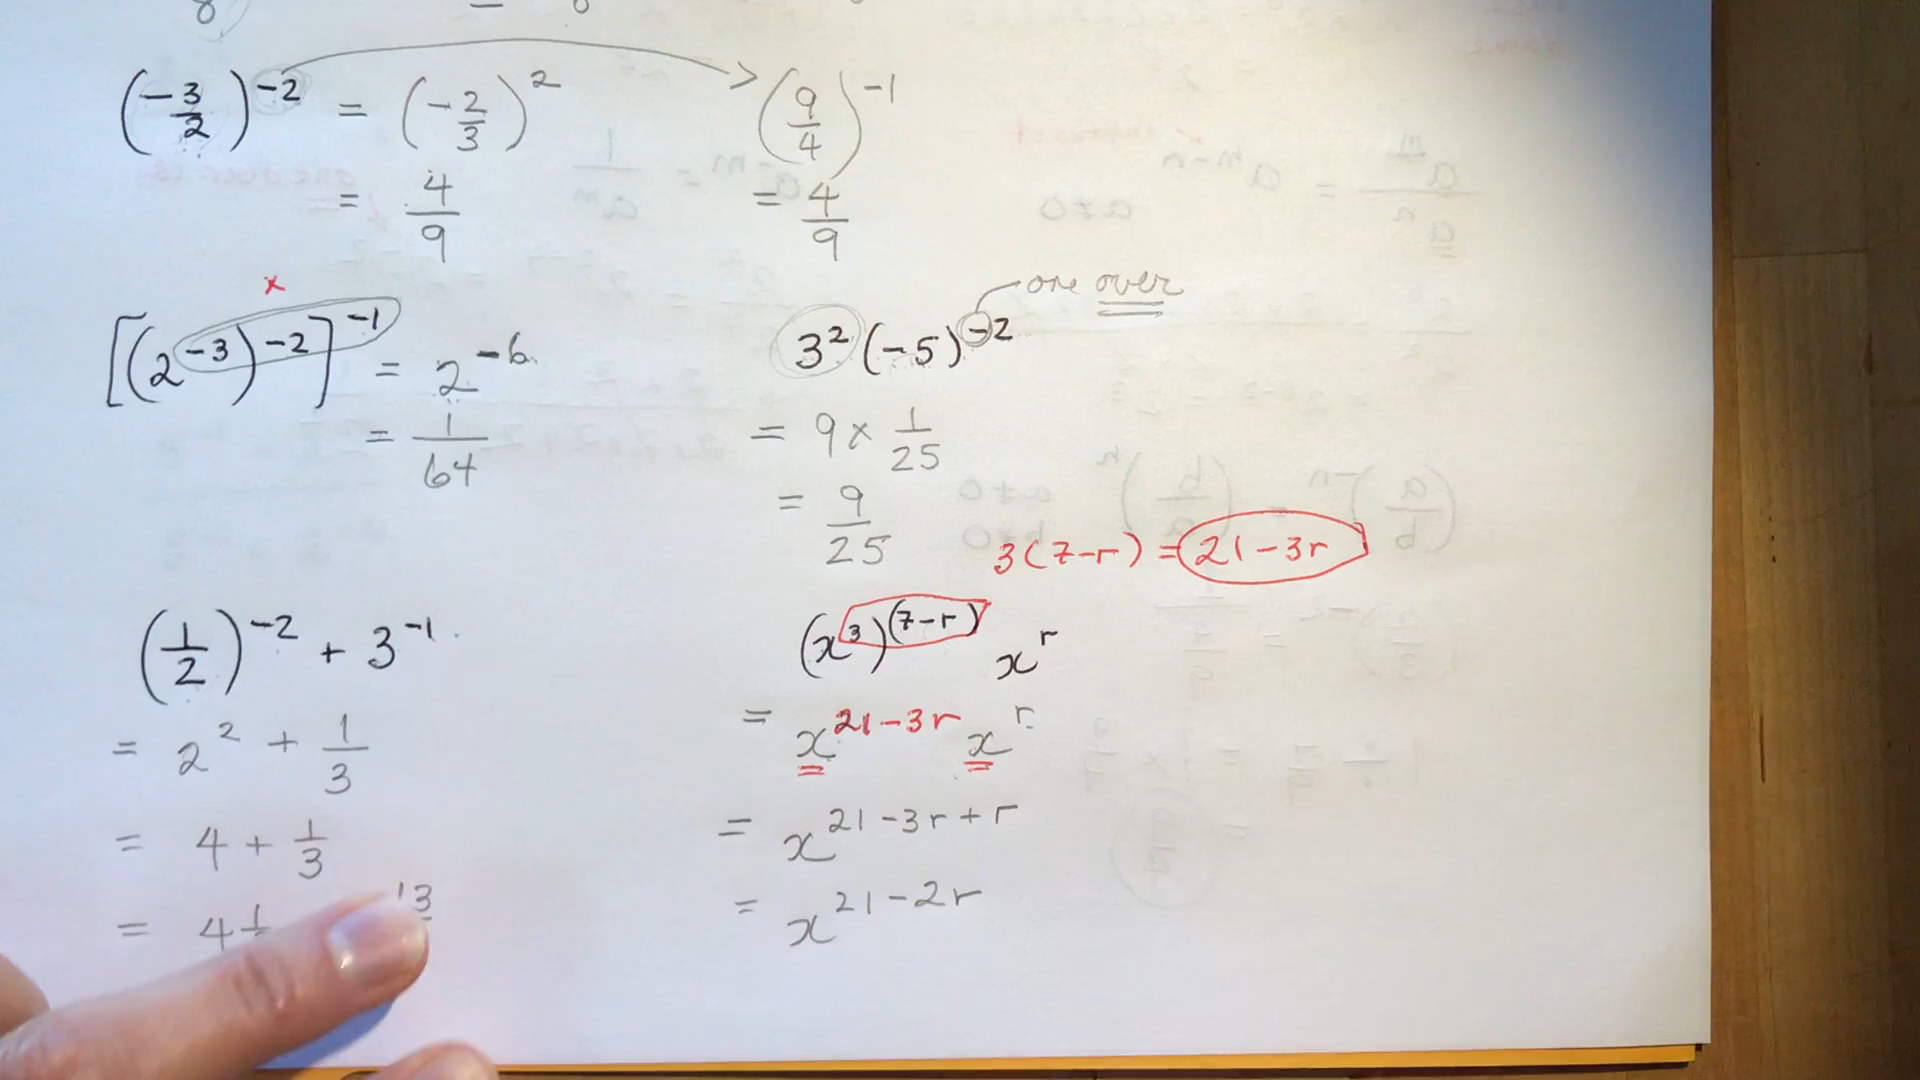 (-3/2)^-2 = (-2/3)^2 (9/4)^-1
= 4/9 = 4/9
x
one over
[(2^-3)^-2]^-1 = 2^-6 3^2(-5)^-2
= 1/64 = 9 × 1/25
= 9/25
3(7-r) = 21-3r
(1/2)^-2 + 3^-1 (x^3)^(7-r) x^r
= 2^2 + 1/3 = x^21-3r x^r
= 4 + 1/3 = x^21-3r+r
= 4 1 13 = x^21-2r